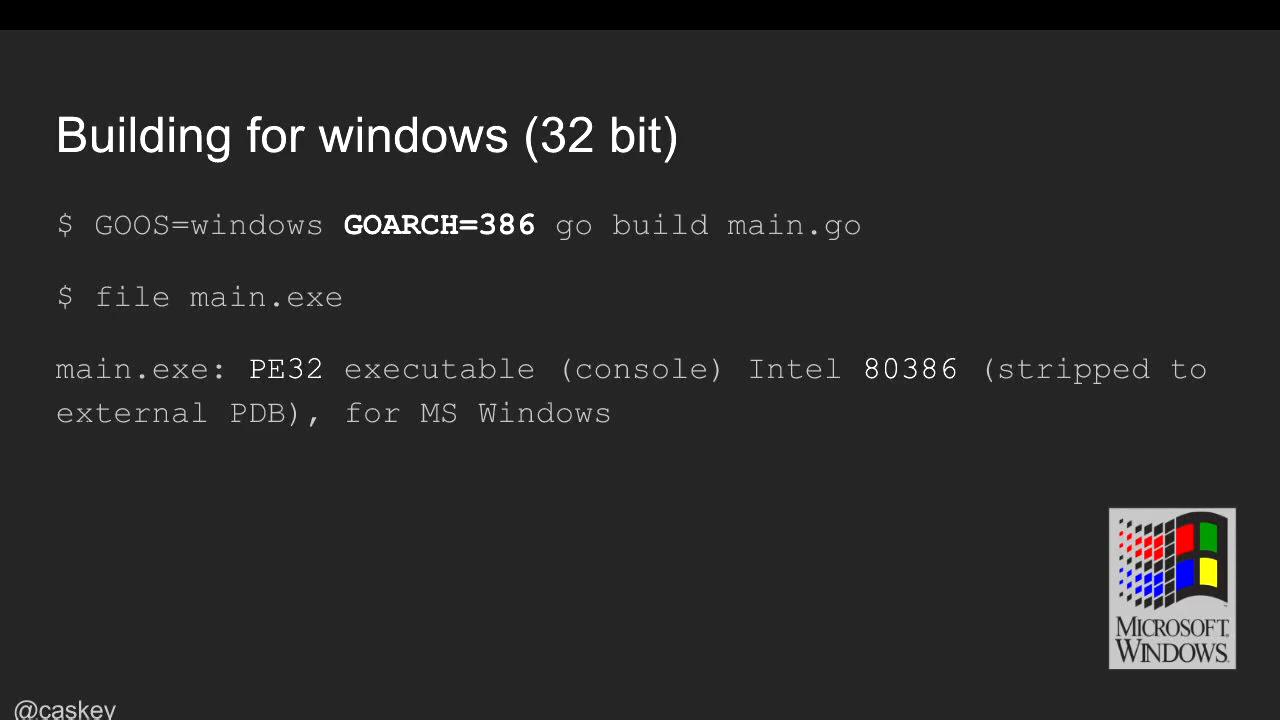 Building for windows (32 bit)
$ GOOS=windows GOARCH=386 go build main.go
$ file main.exe
main.exe: PE32 executable (console) Intel 80386 (stripped to
external PDB), for MS Windows
MICROSOFT
WINDOWS
@caskey